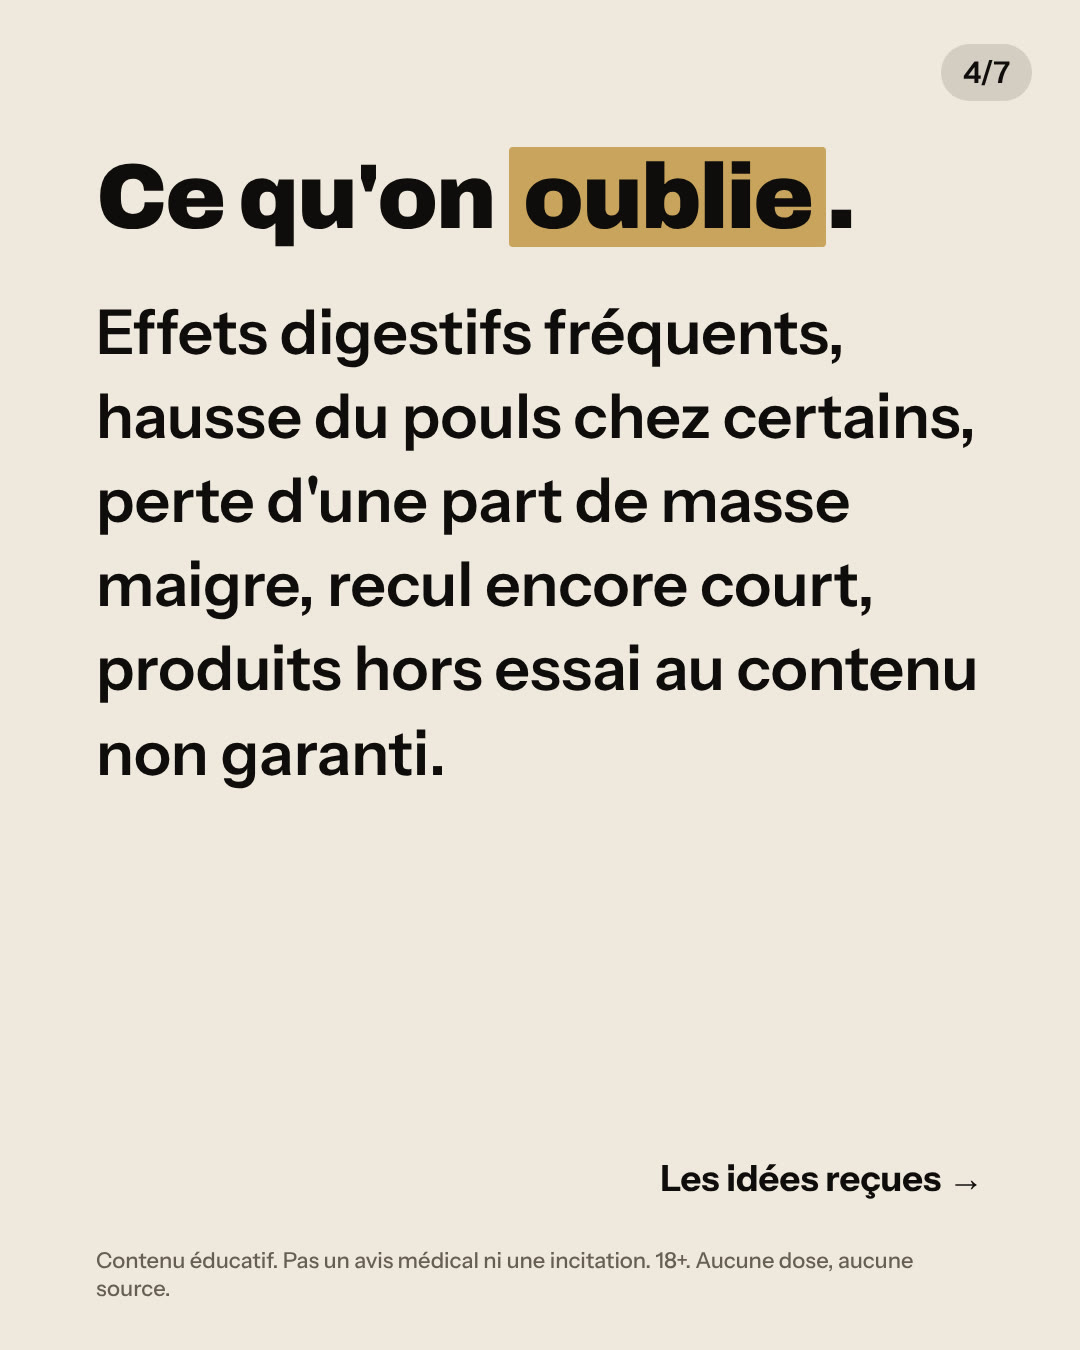 4/7
Ce qu'on oublie.
Effets digestifs fréquents,
hausse du pouls chez certains,
perte d'une part de masse
maigre, recul encore court,
produits hors essai au contenu
non garanti.
Les idées reçues →
Contenu éducatif. Pas un avis médical ni une incitation. 18+. Aucune dose, aucune
source.